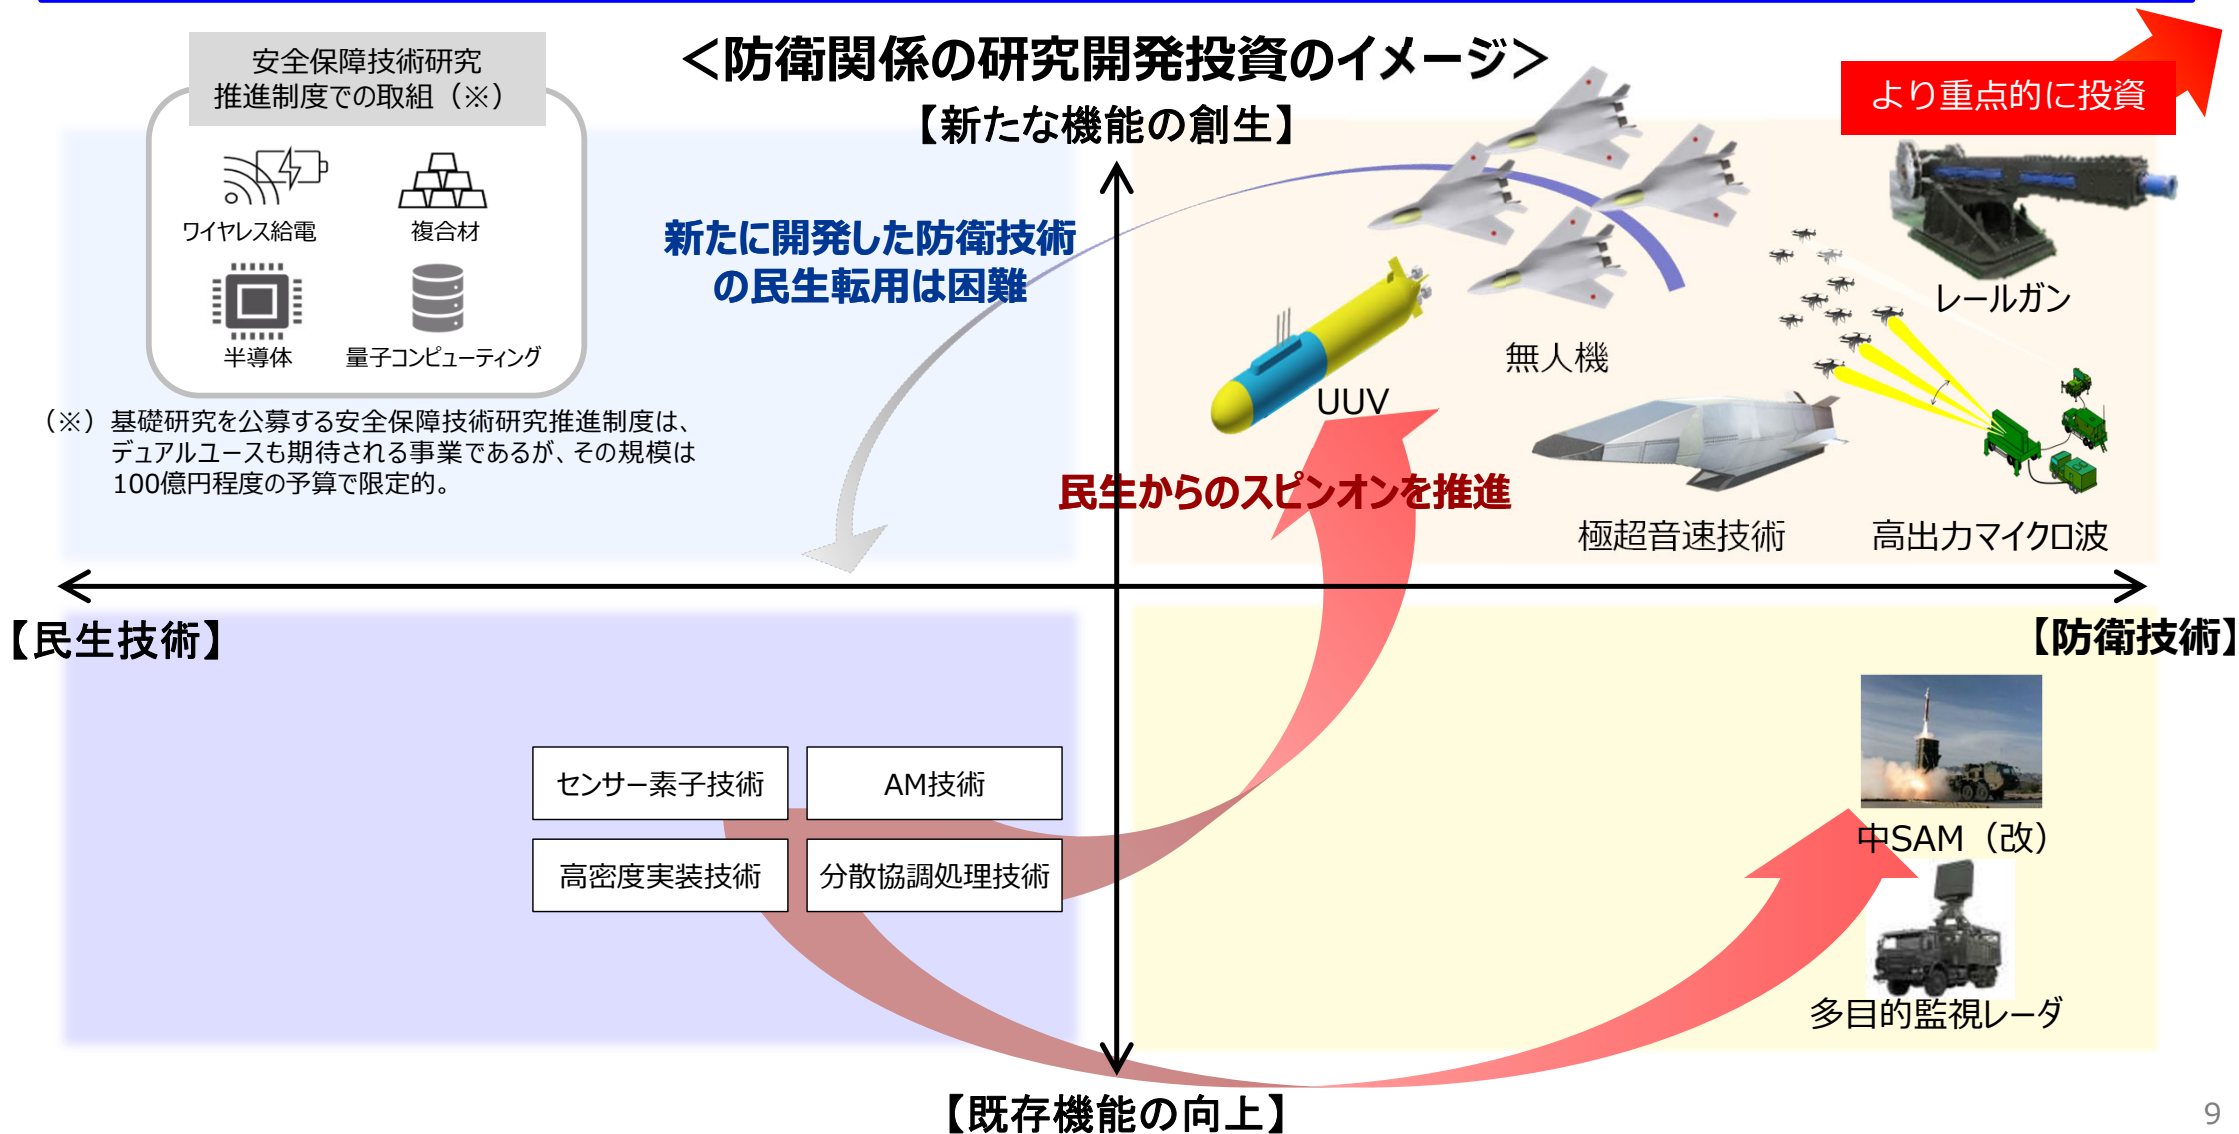 ＜防衛関係の研究開発投資のイメージ＞
より重点的に投資
安全保障技術研究
推進制度での取組（※）
ワイヤレス給電
複合材
半導体
量子コンピューティング
（※）基礎研究を公募する安全保障技術研究推進制度は、
デュアルユースも期待される事業であるが、その規模は
100億円程度の予算で限定的。
【新たな機能の創生】
新たに開発した防衛技術
の民生転用は困難
無人機
レールガン
UUV
民生からのスピンオンを推進
極超音速技術
高出力マイクロ波
【民生技術】
【防衛技術】
センサー素子技術
AM技術
高密度実装技術
分散協調処理技術
中SAM（改）
多目的監視レーダ
【既存機能の向上】
9